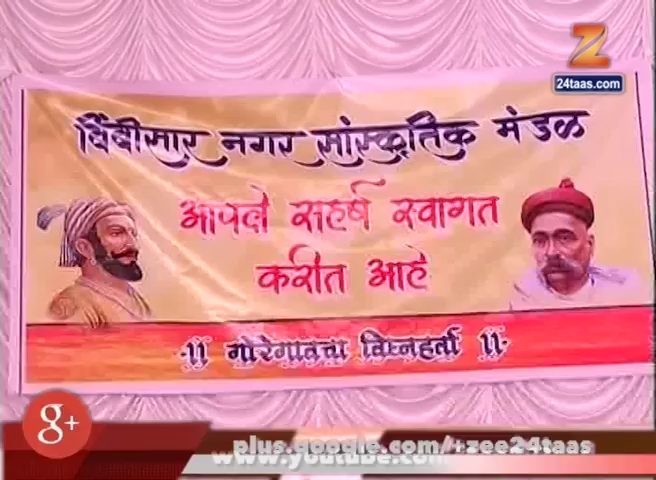 Z
24taas.com
बिंबीसार नगर सांस्कृतिक मंडळ
आपले सहर्ष स्वागत
करीत आहे
॥ गोरेगावचा विघ्नहर्ता ॥
g+
plus.google.com/+zee24taas
www.youtube.com